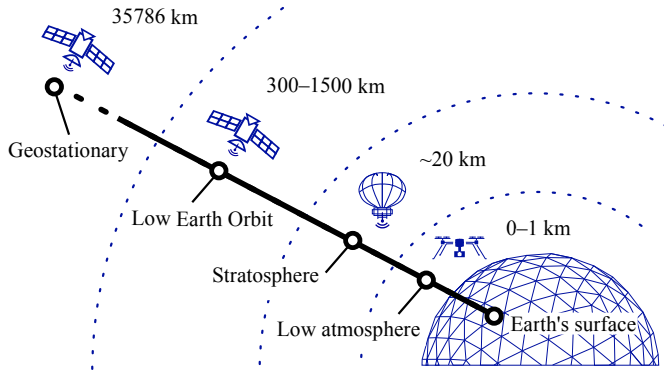 35786 km
300–1500 km
Geostationary
~20 km
Low Earth Orbit
0–1 km
Stratosphere
Low atmosphere
Earth's surface